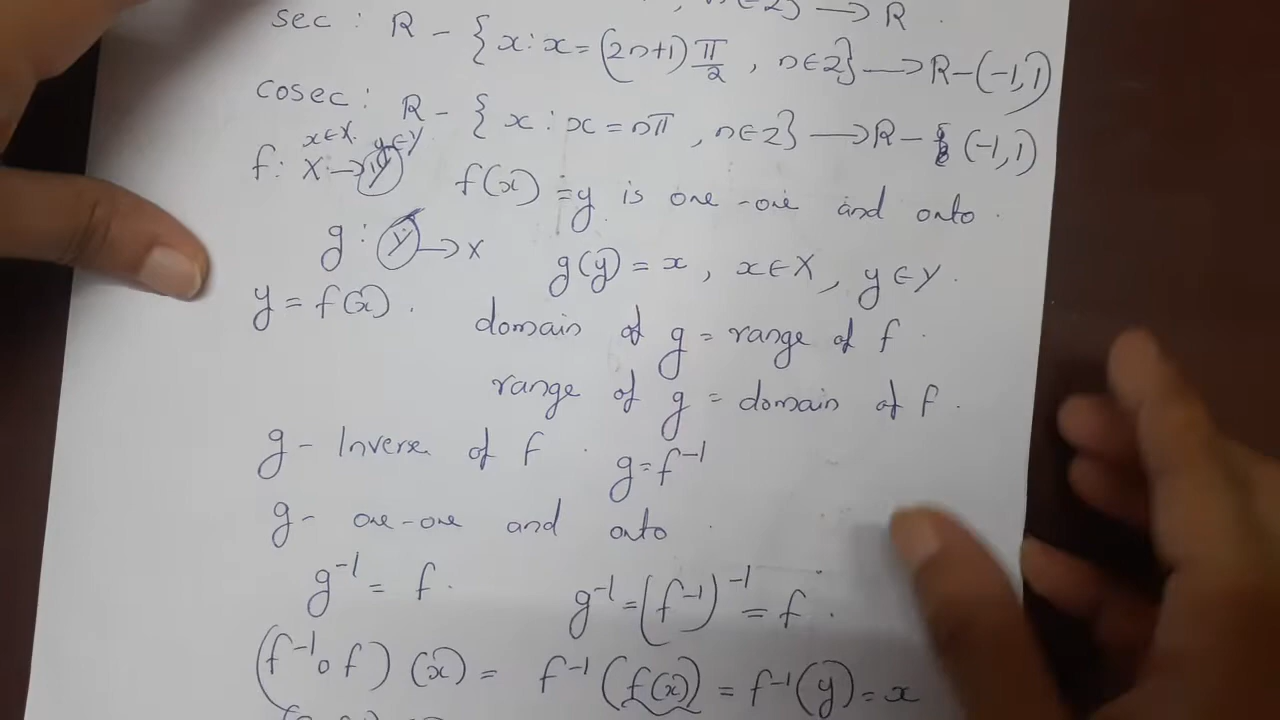 , n∈Z} → R.
sec : R – {x : x = (2n+1) π/2 , n∈Z} → R – (-1, 1)
cosec : R – {x : x = nπ , n∈Z} → R – (-1, 1)
x∈X. y∈Y
f : X → Y f(x) = y is one-one and onto.
g : Y → X g(y) = x , x∈X , y∈Y.
y = f(x). domain of g = range of f.
range of g = domain of f.
g – Inverse of f. g = f⁻¹
g – one-one and onto.
g⁻¹ = f. g⁻¹ = (f⁻¹)⁻¹ = f.
(f⁻¹ o f) (x) = f⁻¹ (f(x)) = f⁻¹(y) = x